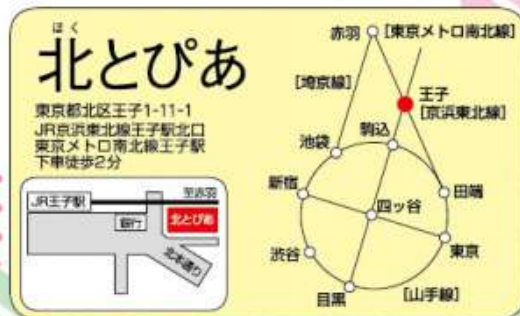 ほく
北とぴあ
東京都北区王子1-11-1
JR京浜東北線王子駅北口
東京メトロ南北線王子駅
下車徒歩2分
JR王子駅
至赤羽
銀行
北とぴあ
北本通り
赤羽
[東京メトロ南北線]
[埼京線]
王子
[京浜東北線]
池袋
駒込
新宿
田端
四ッ谷
渋谷
東京
目黒
[山手線]